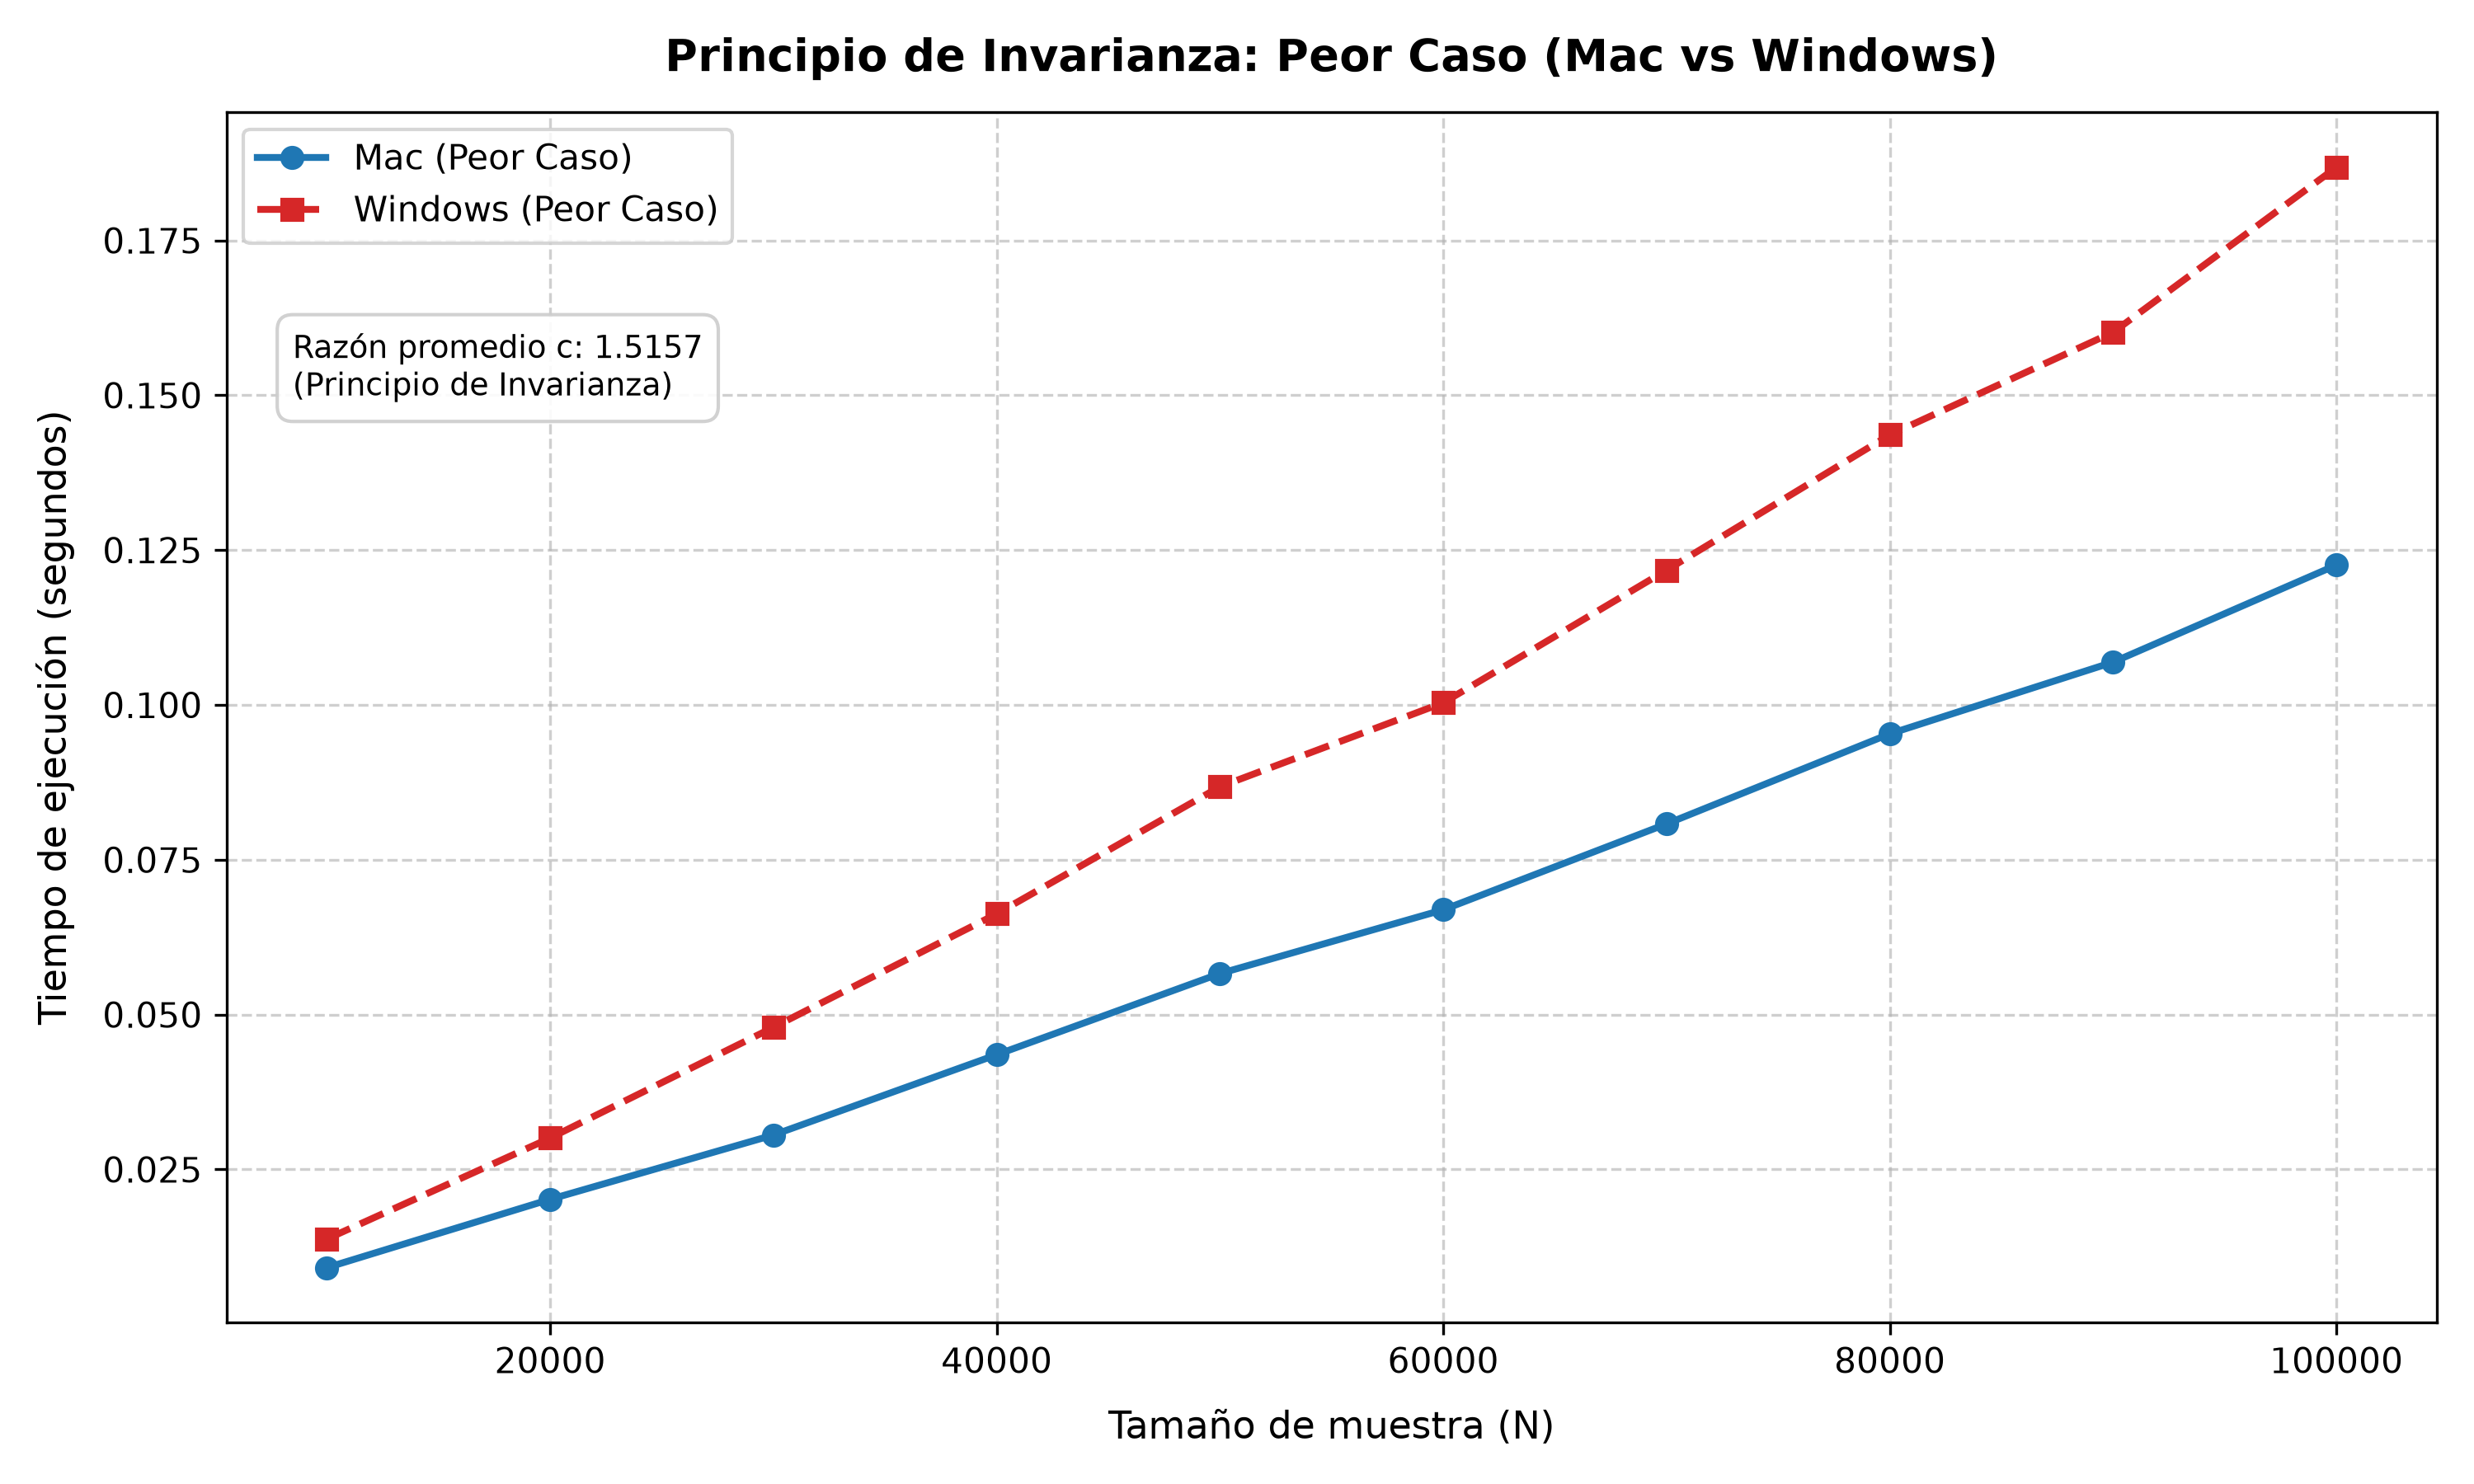 Principio de Invarianza: Peor Caso (Mac vs Windows)
Mac (Peor Caso)
Windows (Peor Caso)
Razón promedio c: 1.5157
(Principio de Invarianza)
Tiempo de ejecución (segundos)
0.175
0.150
0.125
0.100
0.075
0.050
0.025
20000
40000
60000
80000
100000
Tamaño de muestra (N)